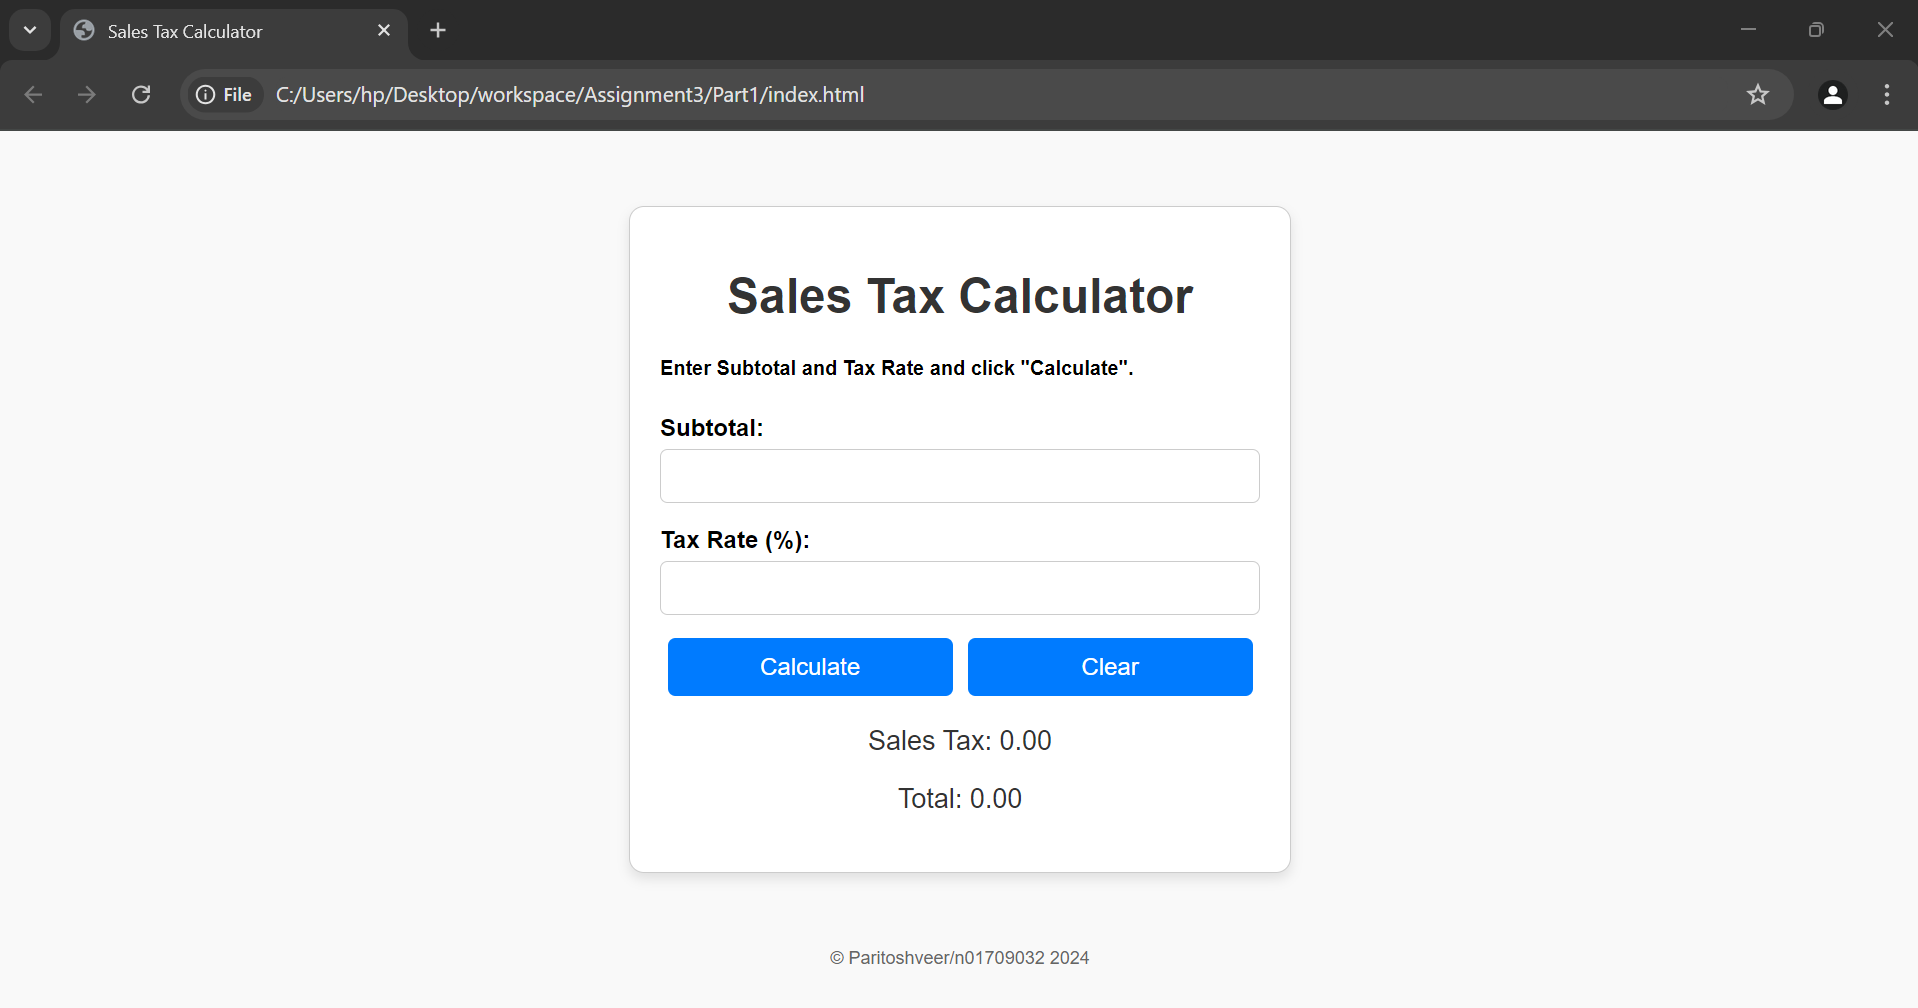 Sales Tax Calculator
File C:/Users/hp/Desktop/workspace/Assignment3/Part1/index.html
Sales Tax Calculator
Enter Subtotal and Tax Rate and click "Calculate".
Subtotal:
Tax Rate (%):
Calculate Clear
Sales Tax: 0.00
Total: 0.00
© Paritoshveer/n01709032 2024